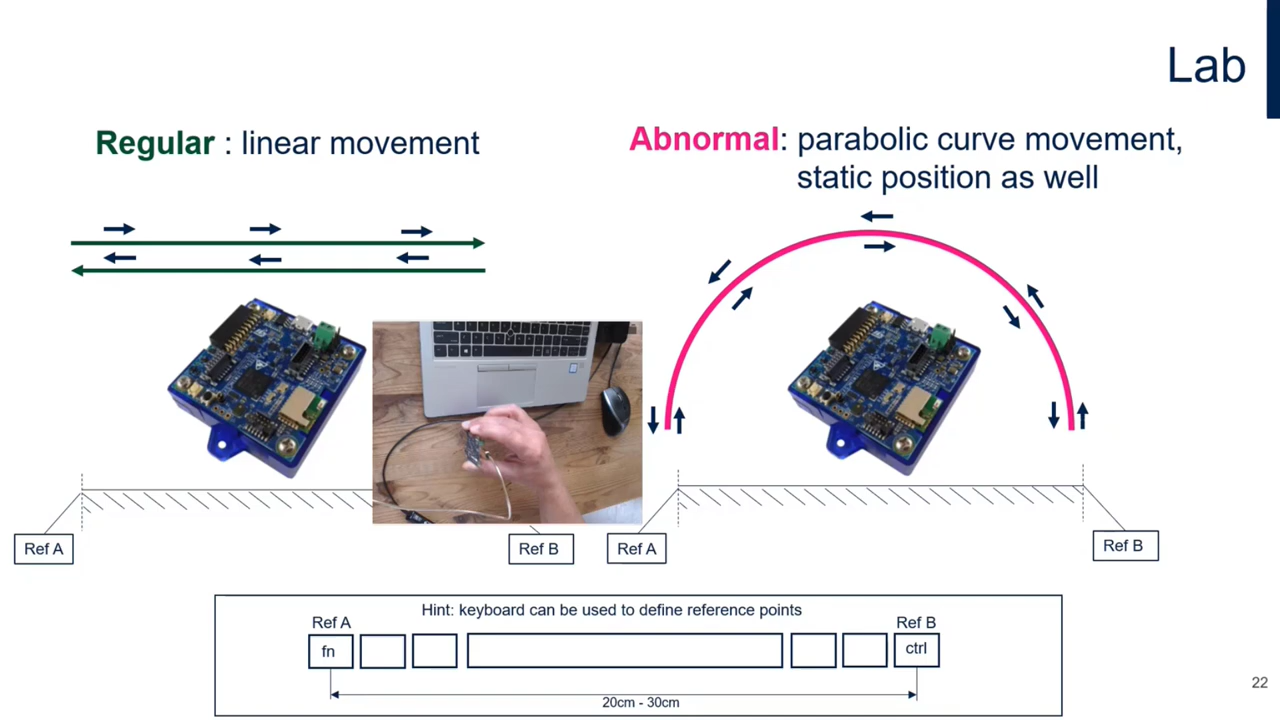 Lab
Regular : linear movement
Abnormal: parabolic curve movement,
static position as well
Ref A
Ref B
Ref A
Ref B
Hint: keyboard can be used to define reference points
Ref A
Ref B
fn
ctrl
20cm - 30cm
22